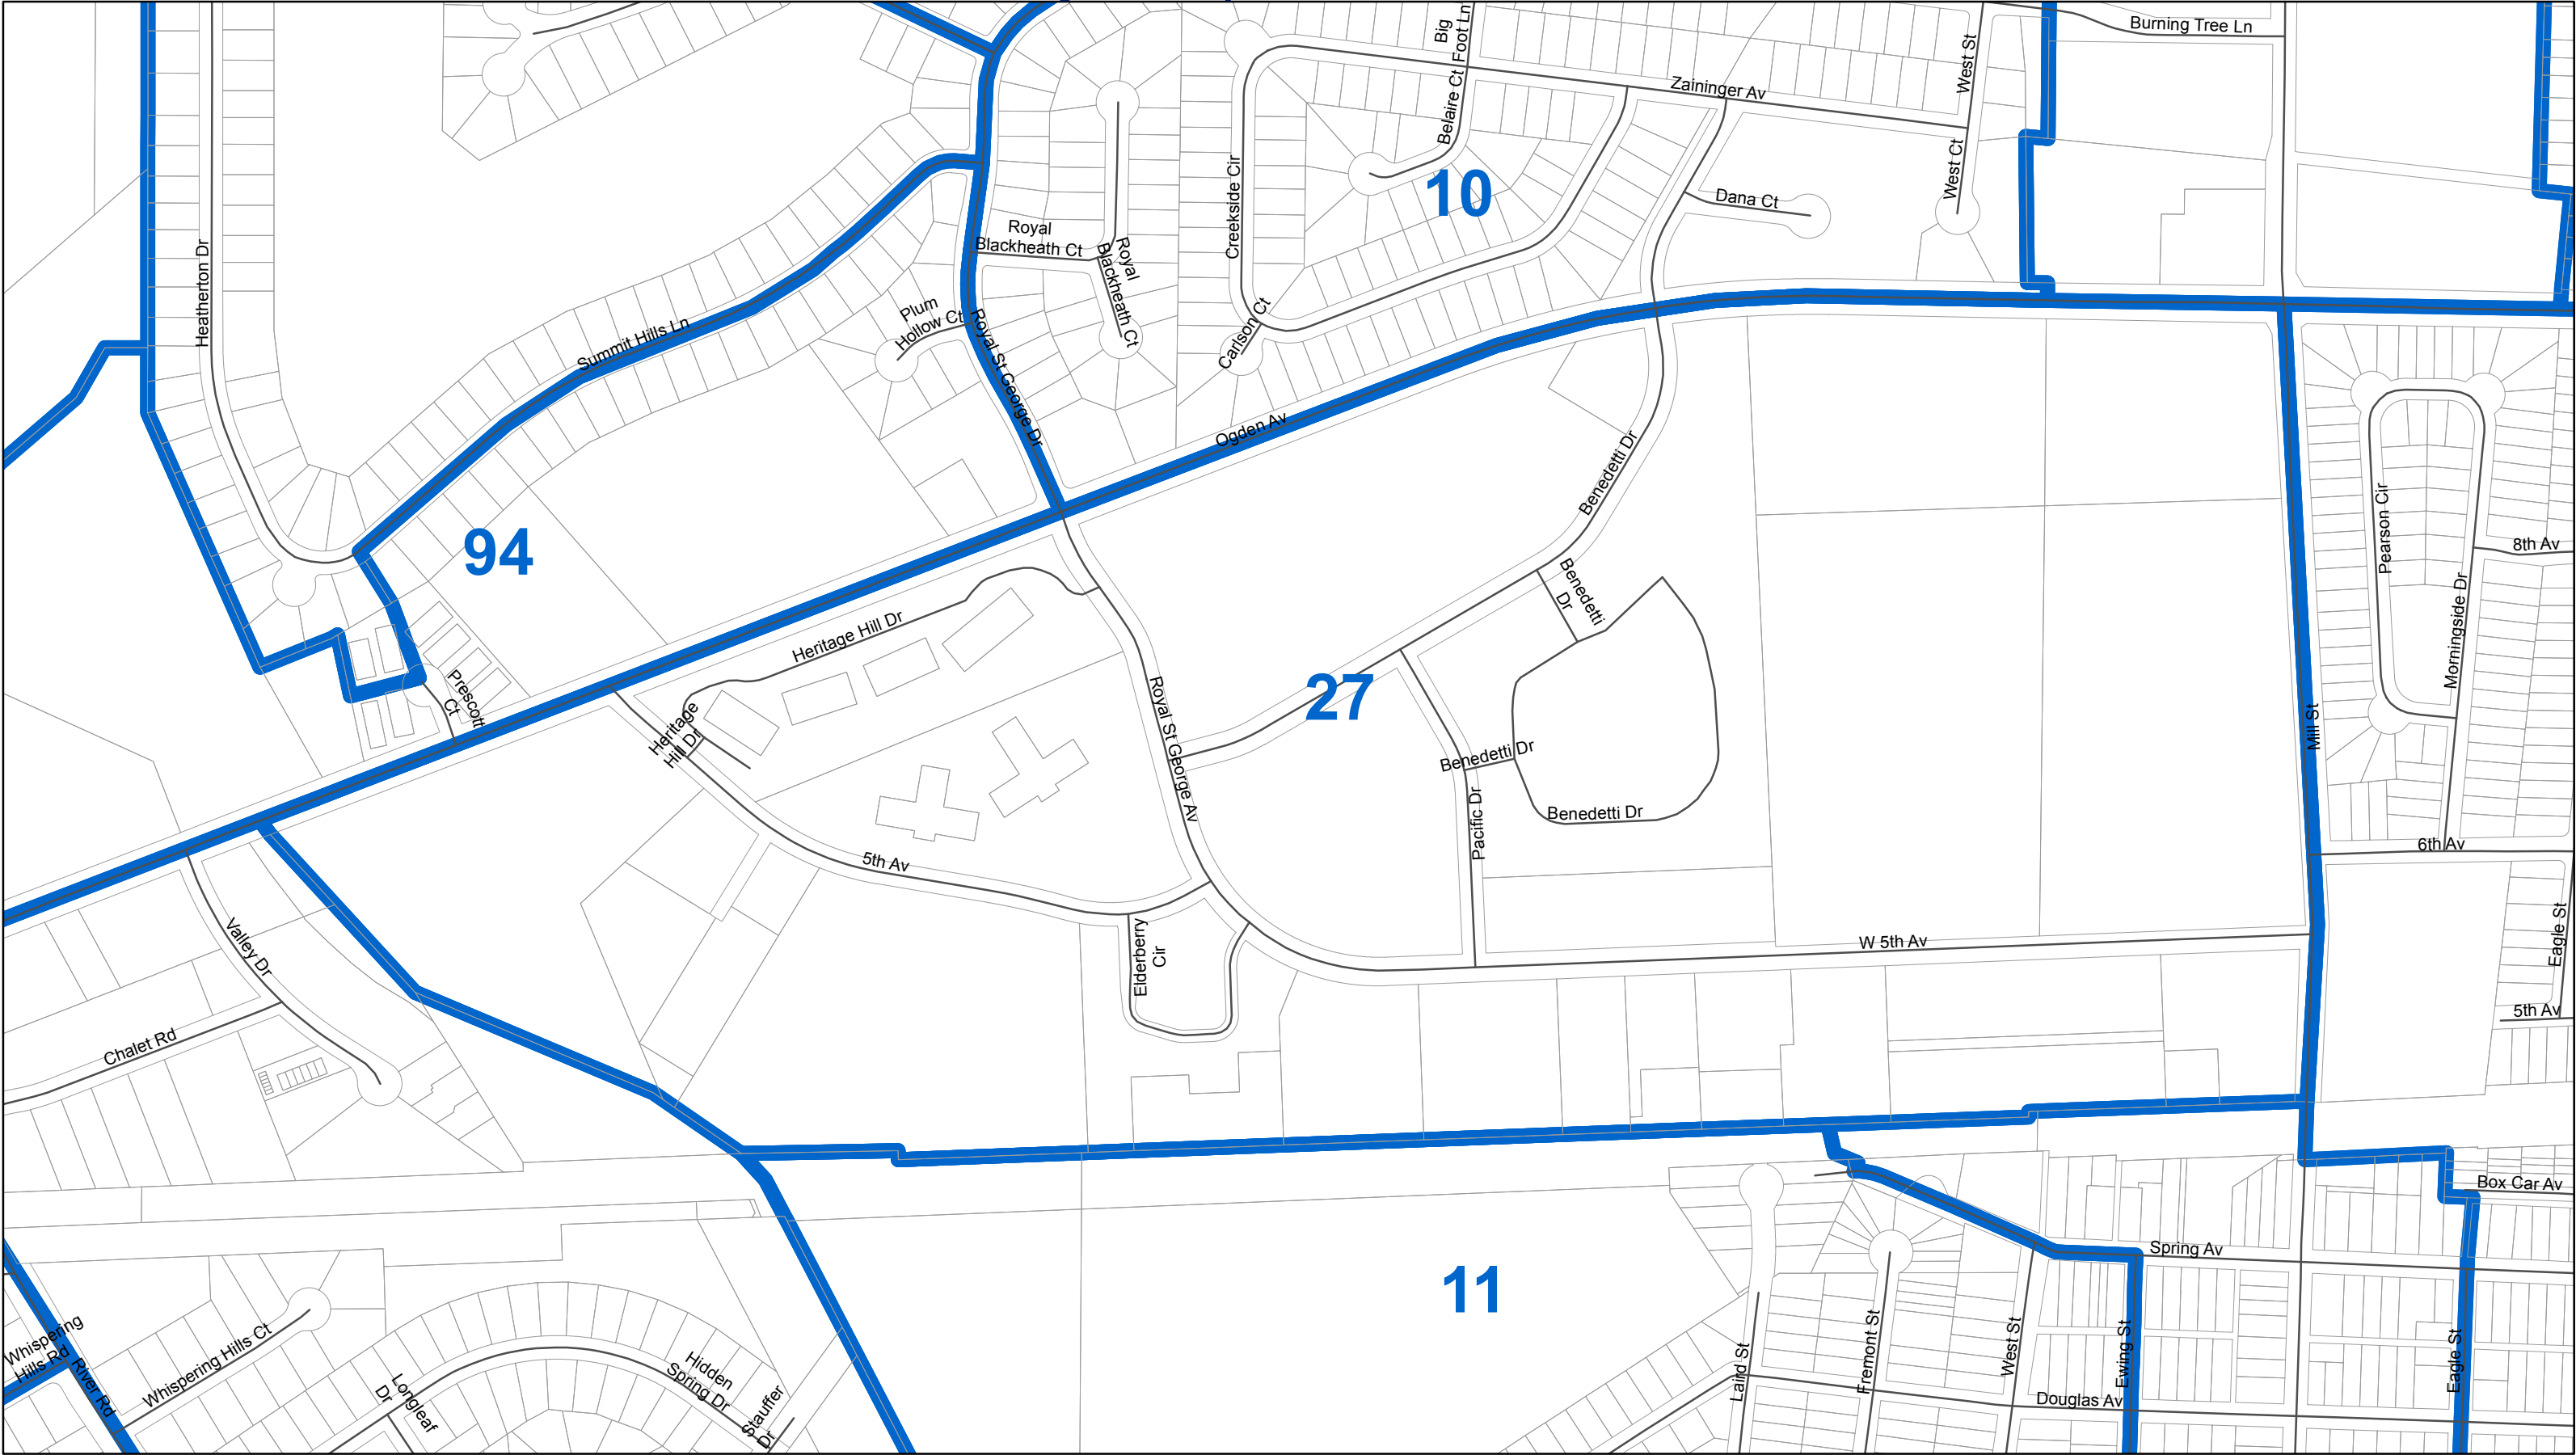 Big
Foot Ln
Burning Tree Ln
West St
Zaininger Av
Belaire Ct
West Ct
Dana Ct
10
Creekside Cir
Heatherton Dr
Royal
Blackheath Ct
Royal
Blackheath Ct
Plum
Hollow Ct
Summit Hills Ln
Royal St George Dr
Carlson Ct
Ogden Av
Benedetti Dr
Pearson Cir
8th Av
94
Benedetti
Dr
Morningside Dr
Heritage Hill Dr
Prescott
Ct
Heritage
Hill Dr
Royal St George Av
27
Mill St
Benedetti Dr
Pacific Dr
Benedetti Dr
6th Av
5th Av
Valley Dr
Elderberry
Cir
W 5th Av
Eagle St
5th Av
Chalet Rd
Box Car Av
Spring Av
11
Whispering
Hills Rd
River Rd
Whispering Hills Ct
Longleaf
Dr
Hidden
Spring Dr
Stauffer
Dr
Laird St
Fremont St
West St
Ewing St
Eagle St
Douglas Av